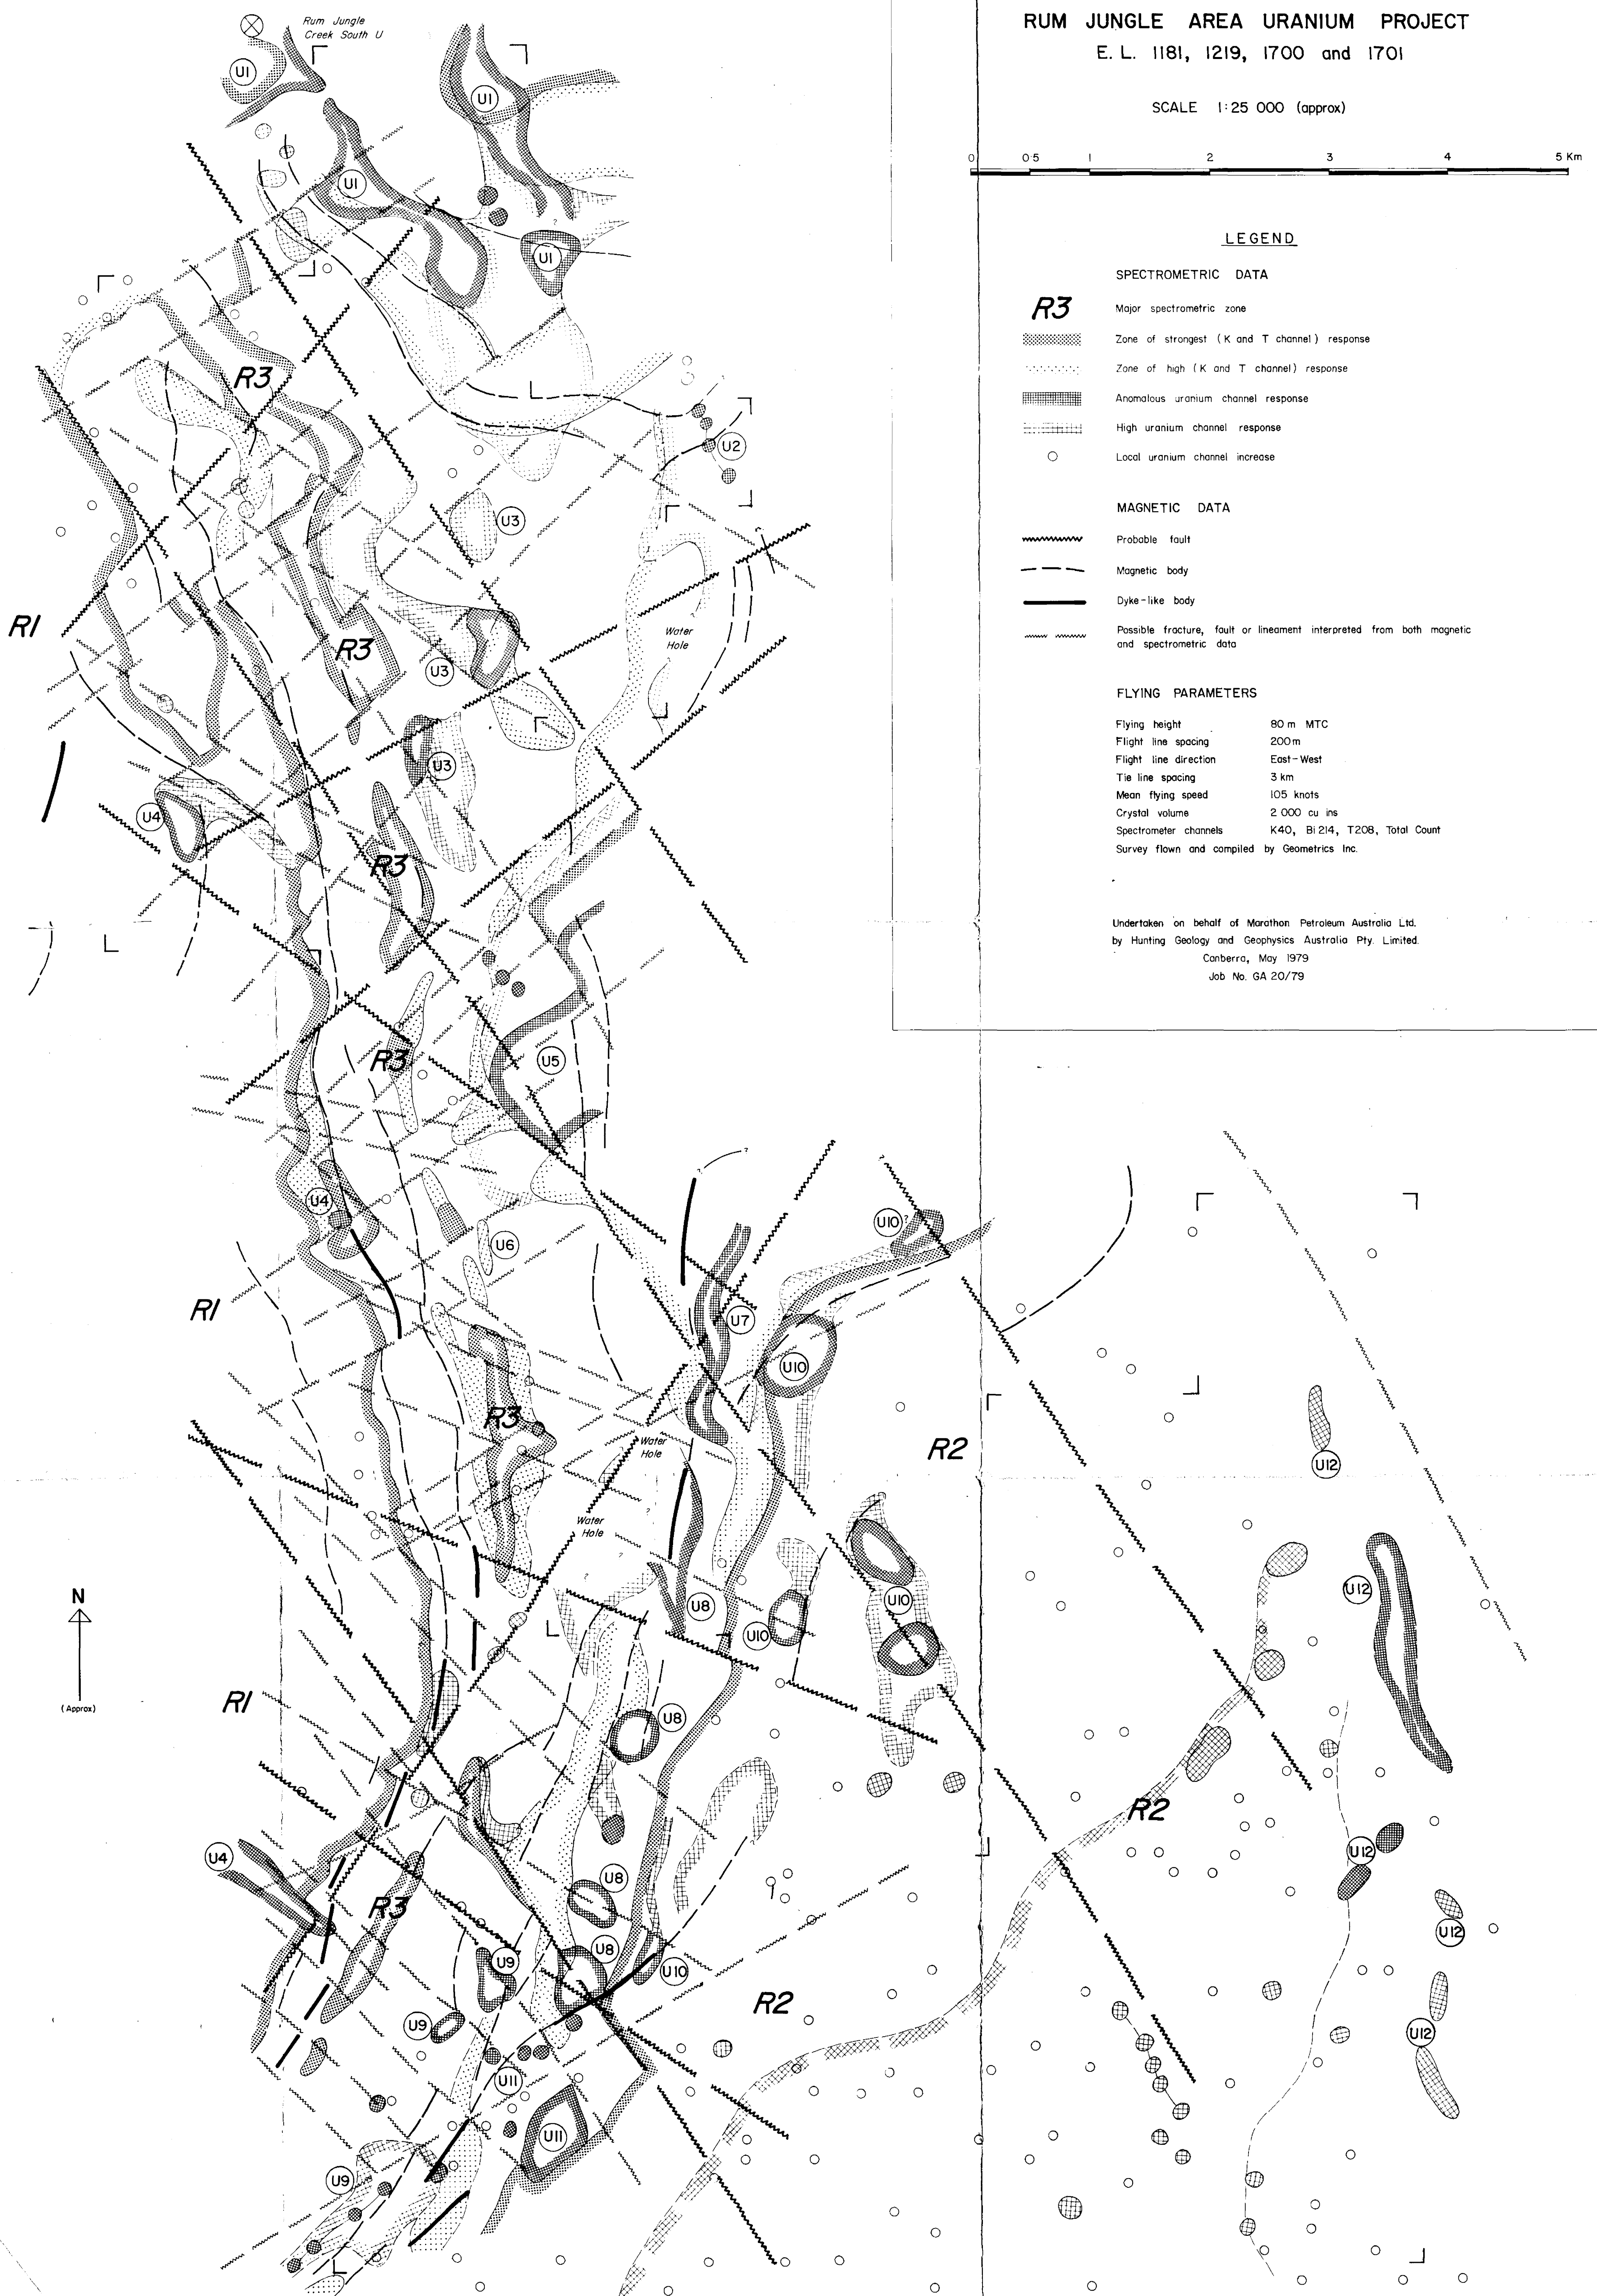 RUM JUNGLE AREA URANIUM PROJECT
E. L. 1181, 1219, 1700 and 1701
SCALE 1:25 000 (approx)
0 0·5 1 2 3 4 5 Km
LEGEND
SPECTROMETRIC DATA
R3 Major spectrometric zone
Zone of strongest (K and T channel) response
Zone of high (K and T channel) response
Anomalous uranium channel response
High uranium channel response
Local uranium channel increase
MAGNETIC DATA
Probable fault
Magnetic body
Dyke-like body
Possible fracture, fault or lineament interpreted from both magnetic
and spectrometric data
FLYING PARAMETERS
Flying height 80 m MTC
Flight line spacing 200 m
Flight line direction East-West
Tie line spacing 3 km
Mean flying speed 105 knots
Crystal volume 2 000 cu ins
Spectrometer channels K40, Bi 214, T208, Total Count
Survey flown and compiled by Geometrics Inc.
Undertaken on behalf of Marathon Petroleum Australia Ltd.
by Hunting Geology and Geophysics Australia Pty. Limited.
Canberra, May 1979
Job No. GA 20/79
Rum Jungle
Creek South U
U1
U1
U1
U1
R3
U2
U3
R1
Water
Hole
R3
U3
U3
U4
R3
R3
U5
U4
U10 ?
U6
R1
U7
U10
R3
R2
Water
Hole
U12
Water
Hole
U12
N
(Approx)
U10
U8
U10
R1
U8
R2
U12
U4
U8
R3
U12
U8
U9
U10
R2
U9
U12
U11
U11
U9